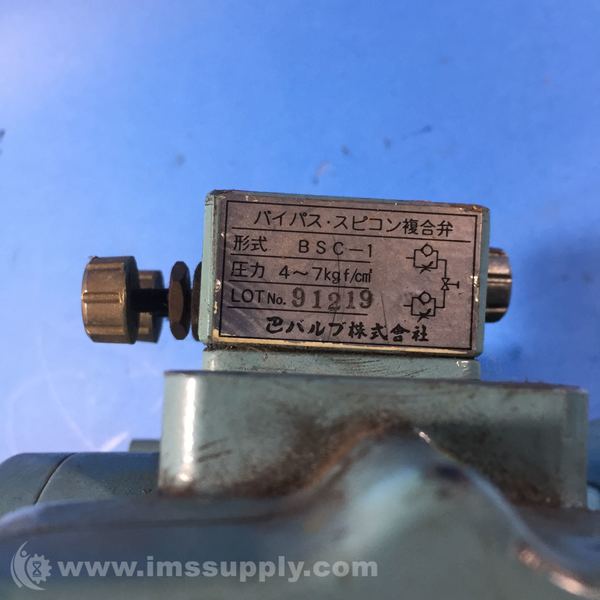 バイパス・スピコン複合弁
形式 BSC-1
圧力 4〜7kgf/c㎡
LOT No. 91219
巴バルブ株式会社
www.imssupply.com